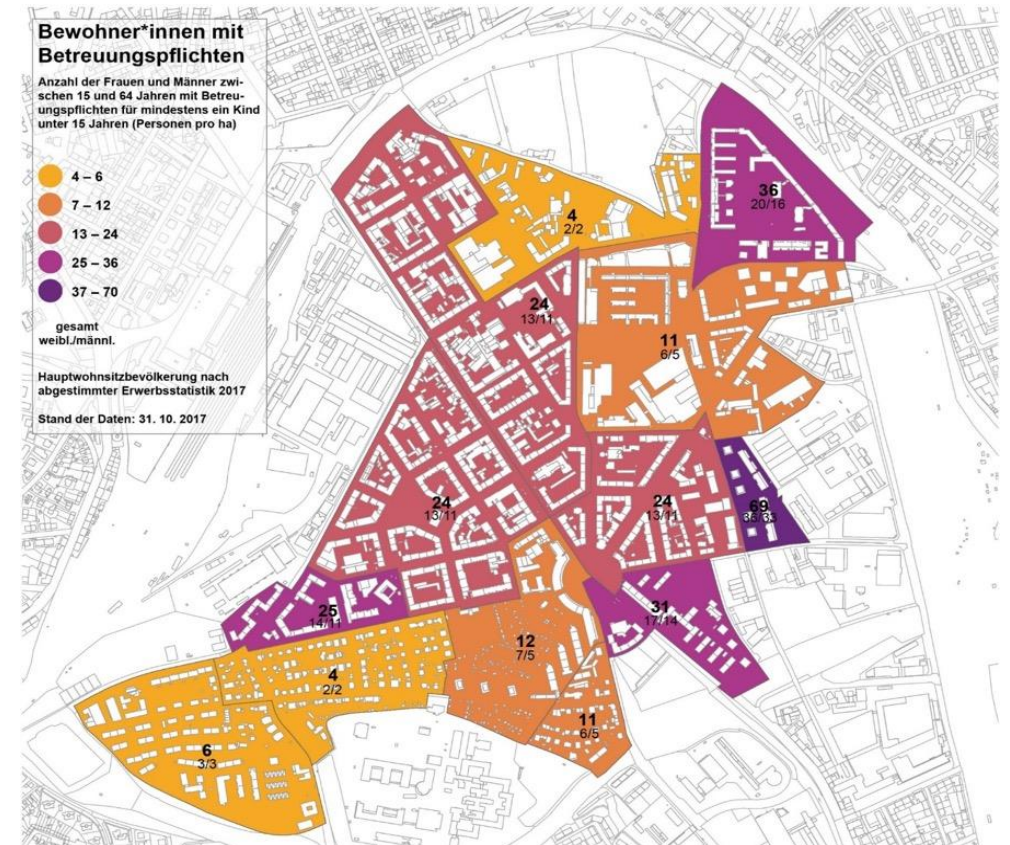 Bewohner*innen mit
Betreuungspflichten
Anzahl der Frauen und Männer zwi-
schen 15 und 64 Jahren mit Betreu-
ungspflichten für mindestens ein Kind
unter 15 Jahren (Personen pro ha)
4 – 6
7 – 12
13 – 24
25 – 36
37 – 70
gesamt
weibl./männl.
Hauptwohnsitzbevölkerung nach
abgestimmter Erwerbsstatistik 2017
Stand der Daten: 31. 10. 2017
36
20/16
4
2/2
24
13/11
11
6/5
24
13/11
24
13/11
69
36/33
25
14/11
31
17/14
12
7/5
4
2/2
11
6/5
6
3/3